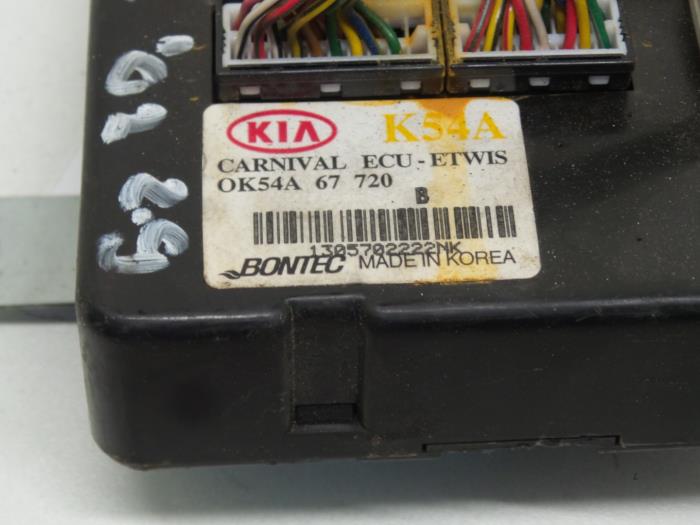 KIA K54A
CARNIVAL ECU-ETWIS
OK54A 67 720
B
1305702222NK
BONTEC MADE IN KOREA